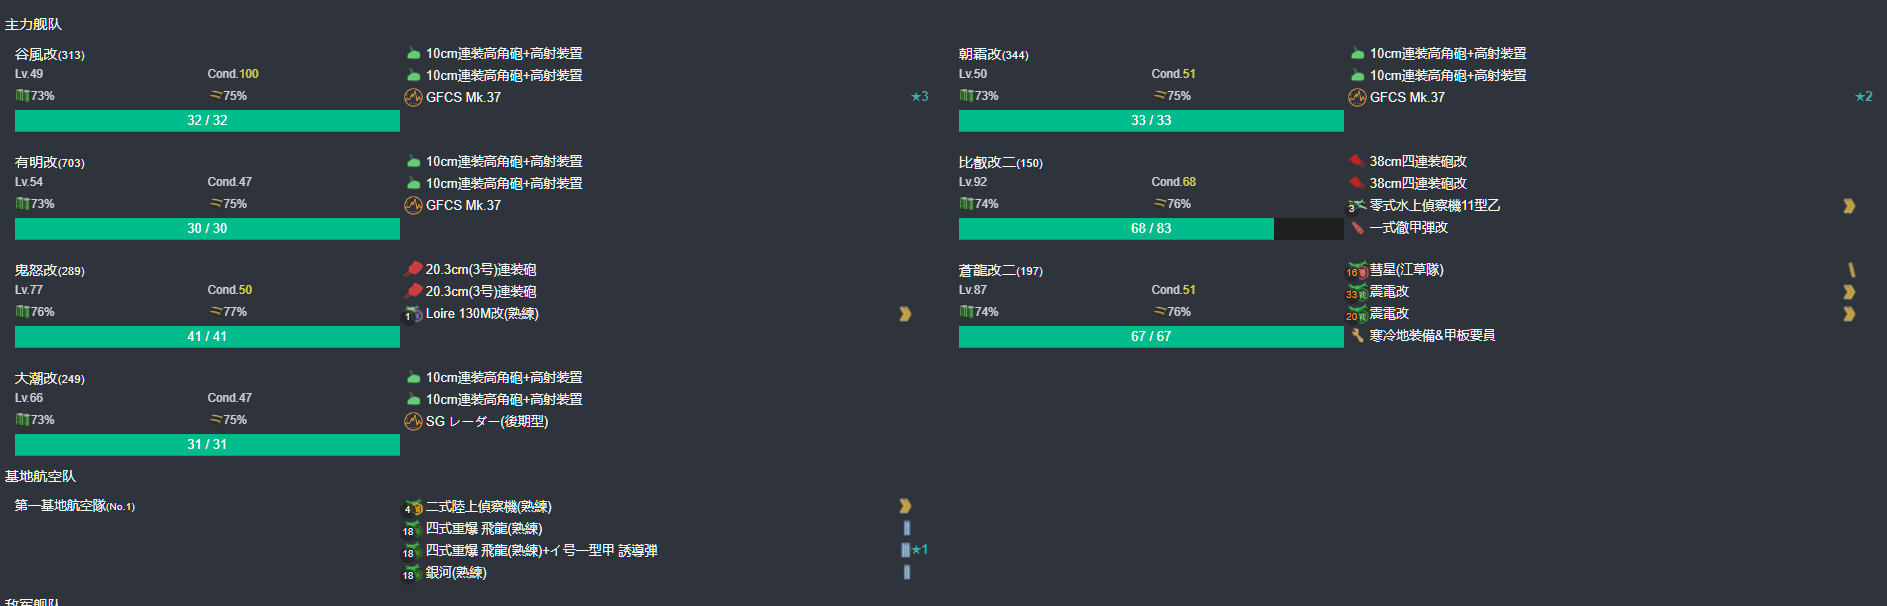 主力舰队
谷風改(313)
Lv.49 Cond.100
73% 75%
32 / 32
10cm連装高角砲+高射装置
10cm連装高角砲+高射装置
GFCS Mk.37 ★3
朝霜改(344)
Lv.50 Cond.51
73% 75%
33 / 33
10cm連装高角砲+高射装置
10cm連装高角砲+高射装置
GFCS Mk.37 ★2
有明改(703)
Lv.54 Cond.47
73% 75%
30 / 30
10cm連装高角砲+高射装置
10cm連装高角砲+高射装置
GFCS Mk.37
比叡改二(150)
Lv.92 Cond.68
74% 76%
68 / 83
38cm四連装砲改
38cm四連装砲改
3 零式水上偵察機11型乙
一式徹甲弾改
鬼怒改(289)
Lv.77 Cond.50
76% 77%
41 / 41
20.3cm(3号)連装砲
20.3cm(3号)連装砲
1 Loire 130M改(熟練)
蒼龍改二(197)
Lv.87 Cond.51
74% 76%
67 / 67
16 彗星(江草隊)
33 震電改
20 震電改
寒冷地装備&甲板要員
大潮改(249)
Lv.66 Cond.47
73% 75%
31 / 31
10cm連装高角砲+高射装置
10cm連装高角砲+高射装置
SG レーダー(後期型)
基地航空队
第一基地航空隊(No.1)
4 二式陸上偵察機(熟練)
18 四式重爆 飛龍(熟練)
18 四式重爆 飛龍(熟練)+イ号一型甲 誘導弾 ★1
18 銀河(熟練)
敌军舰队